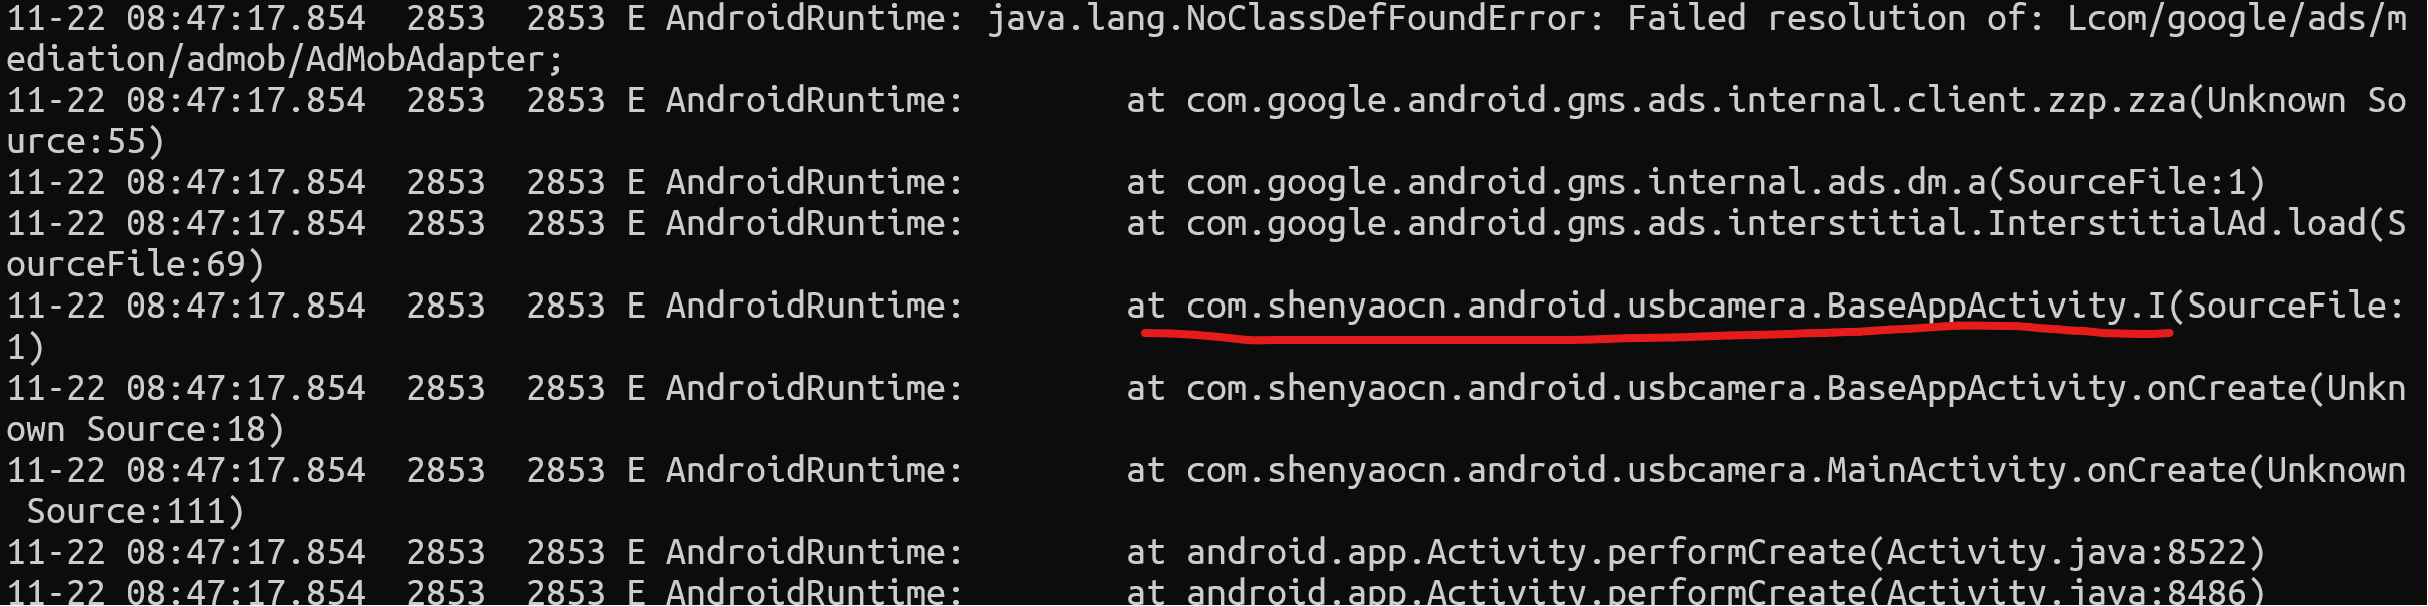 11-22 08:47:17.854  2853  2853 E AndroidRuntime: java.lang.NoClassDefFoundError: Failed resolution of: Lcom/google/ads/m
ediation/admob/AdMobAdapter;
11-22 08:47:17.854  2853  2853 E AndroidRuntime:        at com.google.android.gms.ads.internal.client.zzp.zza(Unknown So
urce:55)
11-22 08:47:17.854  2853  2853 E AndroidRuntime:        at com.google.android.gms.internal.ads.dm.a(SourceFile:1)
11-22 08:47:17.854  2853  2853 E AndroidRuntime:        at com.google.android.gms.ads.interstitial.InterstitialAd.load(S
ourceFile:69)
11-22 08:47:17.854  2853  2853 E AndroidRuntime:        at com.shenyaocn.android.usbcamera.BaseAppActivity.I(SourceFile:
1)
11-22 08:47:17.854  2853  2853 E AndroidRuntime:        at com.shenyaocn.android.usbcamera.BaseAppActivity.onCreate(Unkn
own Source:18)
11-22 08:47:17.854  2853  2853 E AndroidRuntime:        at com.shenyaocn.android.usbcamera.MainActivity.onCreate(Unknown
 Source:111)
11-22 08:47:17.854  2853  2853 E AndroidRuntime:        at android.app.Activity.performCreate(Activity.java:8522)
11-22 08:47:17.854  2853  2853 E AndroidRuntime:        at android.app.Activity.performCreate(Activity.java:8486)